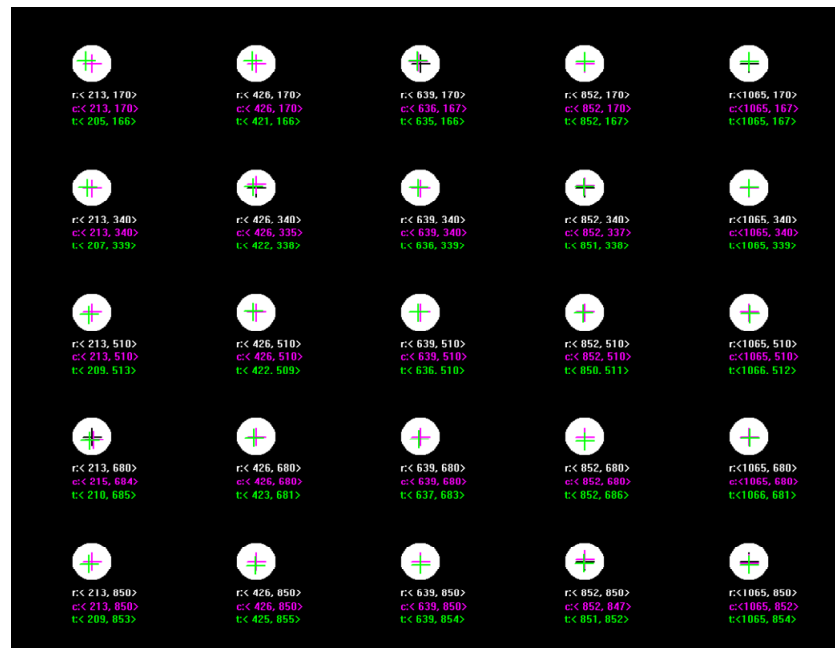 r:< 213, 170> r:< 426, 170> r:< 639, 170> r:< 852, 170> r:<1065, 170>
c:< 213, 170> c:< 426, 170> c:< 636, 167> c:< 852, 170> c:<1065, 167>
t:< 205, 166> t:< 421, 166> t:< 635, 166> t:< 852, 167> t:<1065, 167>
r:< 213, 340> r:< 426, 340> r:< 639, 340> r:< 852, 340> r:<1065, 340>
c:< 213, 340> c:< 426, 335> c:< 639, 340> c:< 852, 337> c:<1065, 340>
t:< 207, 339> t:< 422, 338> t:< 636, 339> t:< 851, 338> t:<1065, 339>
r:< 213, 510> r:< 426, 510> r:< 639, 510> r:< 852, 510> r:<1065, 510>
c:< 213, 510> c:< 426, 510> c:< 639, 510> c:< 852, 510> c:<1065, 510>
t:< 209, 513> t:< 422, 509> t:< 636, 510> t:< 850, 511> t:<1066, 512>
r:< 213, 680> r:< 426, 680> r:< 639, 680> r:< 852, 680> r:<1065, 680>
c:< 215, 684> c:< 426, 680> c:< 639, 680> c:< 852, 680> c:<1065, 680>
t:< 210, 685> t:< 423, 681> t:< 637, 683> t:< 852, 686> t:<1066, 681>
r:< 213, 850> r:< 426, 850> r:< 639, 850> r:< 852, 850> r:<1065, 850>
c:< 213, 850> c:< 426, 850> c:< 639, 850> c:< 852, 847> c:<1065, 852>
t:< 209, 853> t:< 425, 855> t:< 639, 854> t:< 851, 852> t:<1065, 854>